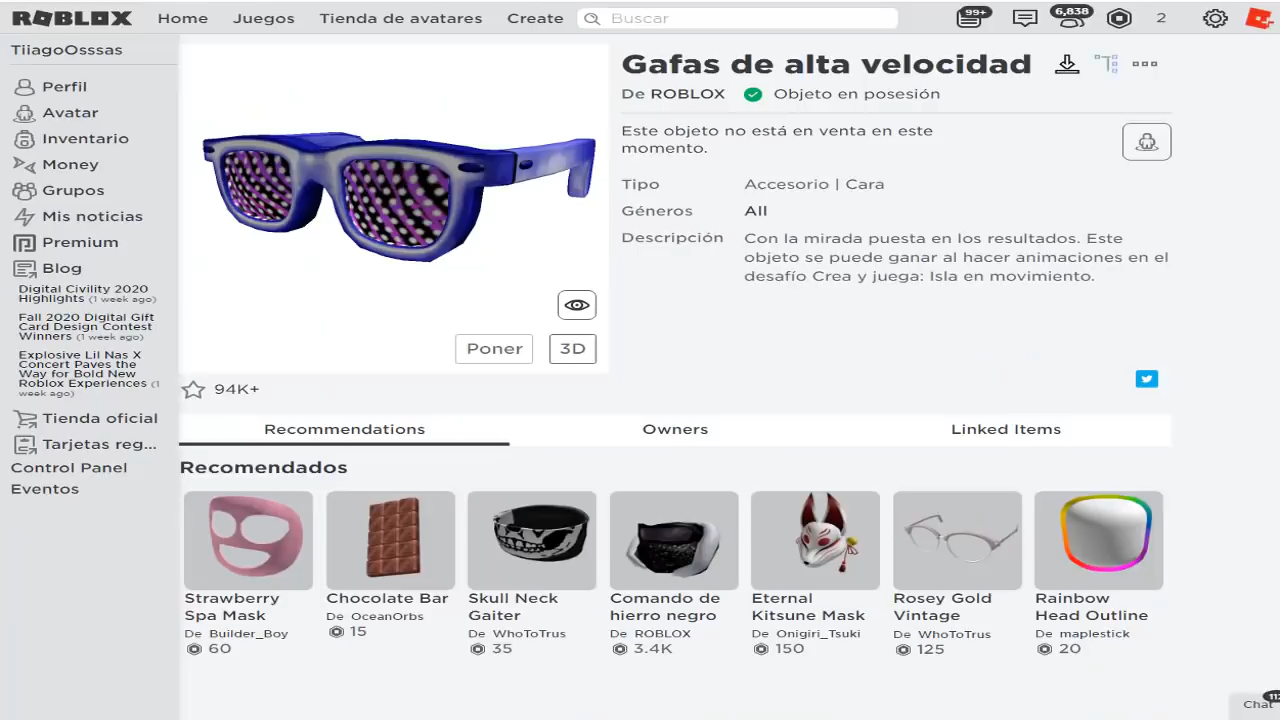 ROBLOX Home Juegos Tienda de avatares Create Buscar 99+ 6,838 2
TiiagoOsssas
Perfil
Avatar
Inventario
Money
Grupos
Mis noticias
Premium
Blog
Digital Civility 2020
Highlights (1 week ago)
Fall 2020 Digital Gift
Card Design Contest
Winners (1 week ago)
Explosive Lil Nas X
Concert Paves the
Way for Bold New
Roblox Experiences (1
week ago)
Tienda oficial
Tarjetas reg...
Control Panel
Eventos
Gafas de alta velocidad
De ROBLOX Objeto en posesión
Este objeto no está en venta en este
momento.
Tipo Accesorio | Cara
Géneros All
Descripción Con la mirada puesta en los resultados. Este
objeto se puede ganar al hacer animaciones en el
desafío Crea y juega: Isla en movimiento.
Poner 3D
94K+
Recommendations Owners Linked Items
Recomendados
Strawberry
Spa Mask
De Builder_Boy
60
Chocolate Bar
De OceanOrbs
15
Skull Neck
Gaiter
De WhoToTrus
35
Comando de
hierro negro
De ROBLOX
3.4K
Eternal
Kitsune Mask
De Onigiri_Tsuki
150
Rosey Gold
Vintage
De WhoToTrus
125
Rainbow
Head Outline
De maplestick
20
Chat